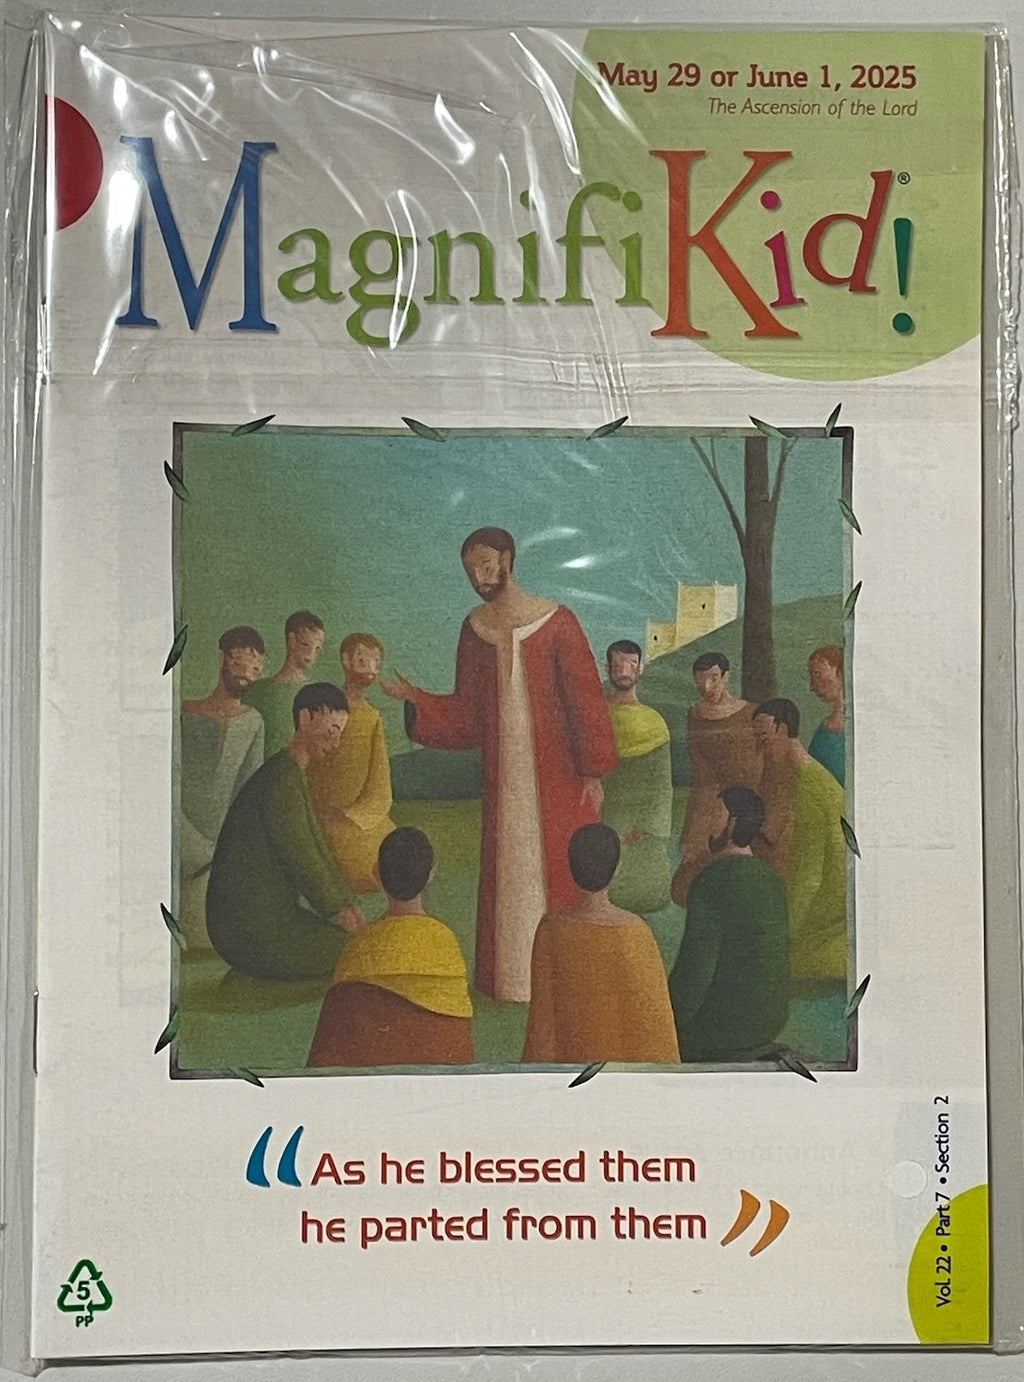 May 29 or June 1, 2025
The Ascension of the Lord
MagnifiKid!®
“As he blessed them
he parted from them”
Vol. 22 • Part 7 • Section 2
5
PP